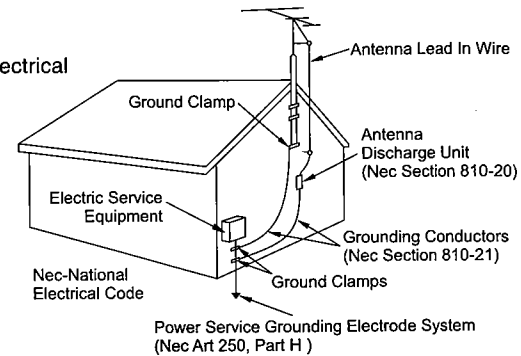 Antenna Lead In Wire
ectrical
Ground Clamp
Antenna
Discharge Unit
(Nec Section 810-20)
Electric Service
Equipment
Grounding Conductors
(Nec Section 810-21)
Nec-National
Electrical Code
Ground Clamps
Power Service Grounding Electrode System
(Nec Art 250, Part H )